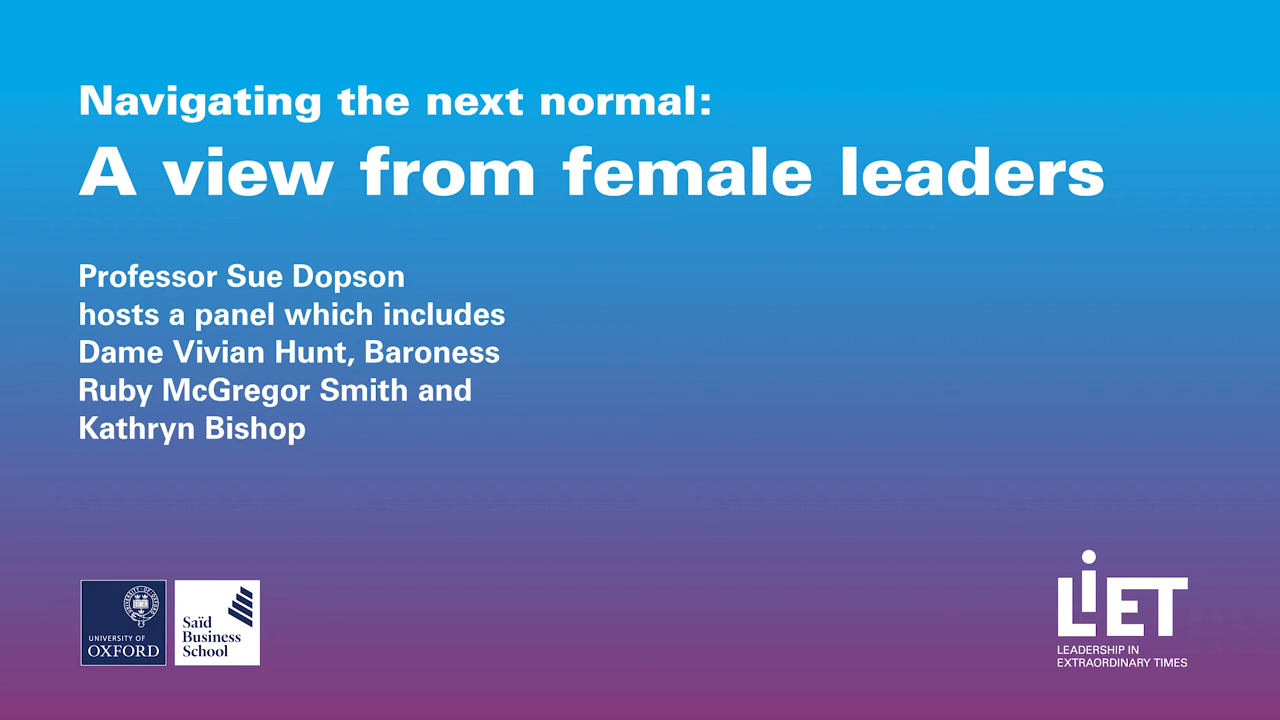 Navigating the next normal:
A view from female leaders
Professor Sue Dopson
hosts a panel which includes
Dame Vivian Hunt, Baroness
Ruby McGregor Smith and
Kathryn Bishop
UNIVERSITY OF
OXFORD
Saïd
Business
School
LiET
LEADERSHIP IN
EXTRAORDINARY TIMES